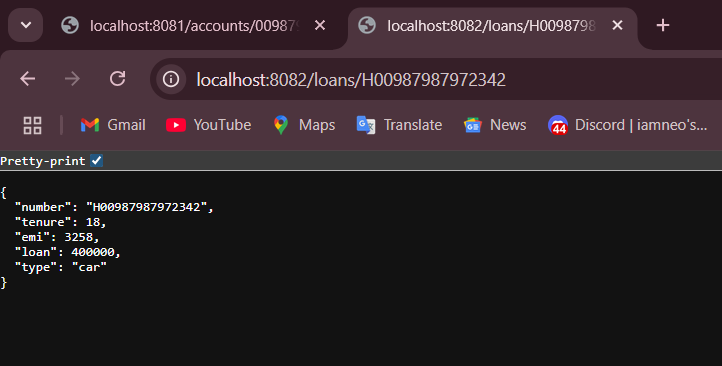 localhost:8081/accounts/00987
localhost:8082/loans/H0098798
localhost:8082/loans/H00987987972342
Gmail
YouTube
Maps
Translate
News
44
Discord | iamneo's...
Pretty-print
{
"number": "H00987987972342",
"tenure": 18,
"emi": 3258,
"loan": 400000,
"type": "car"
}